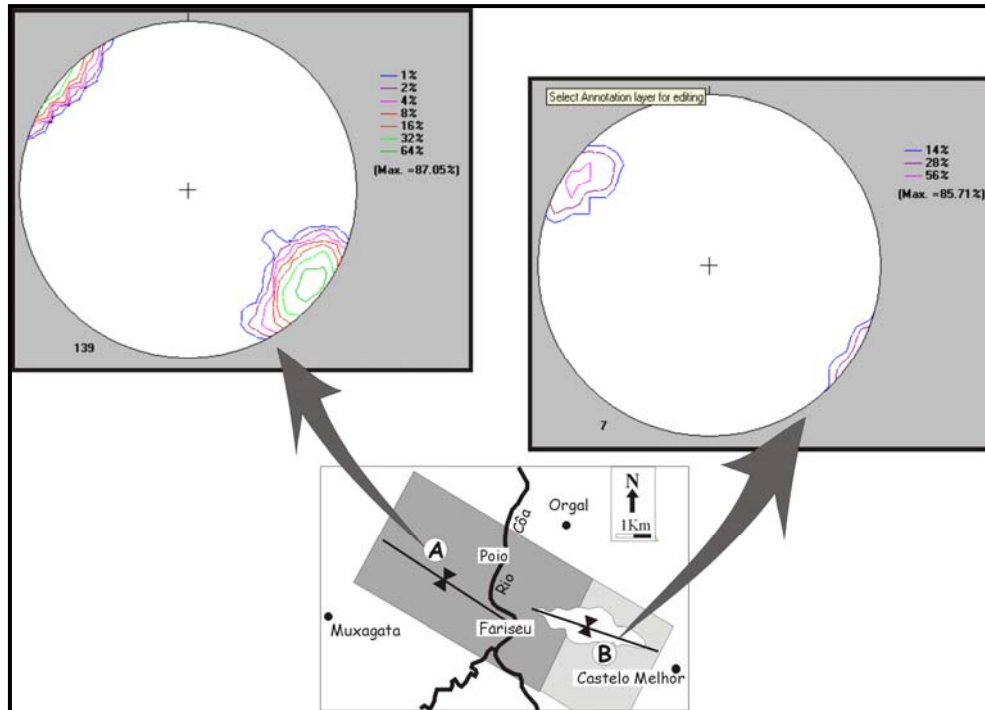 1%
2%
4%
8%
16%
32%
64%
(Max. =87.05%)
139
Select Annotation layer for editing
14%
28%
56%
(Max. =85.71%)
7
N
1Km
Orgal
Côa
A
Poio
Rio
Muxagata
Fariseu
B
Castelo Melhor